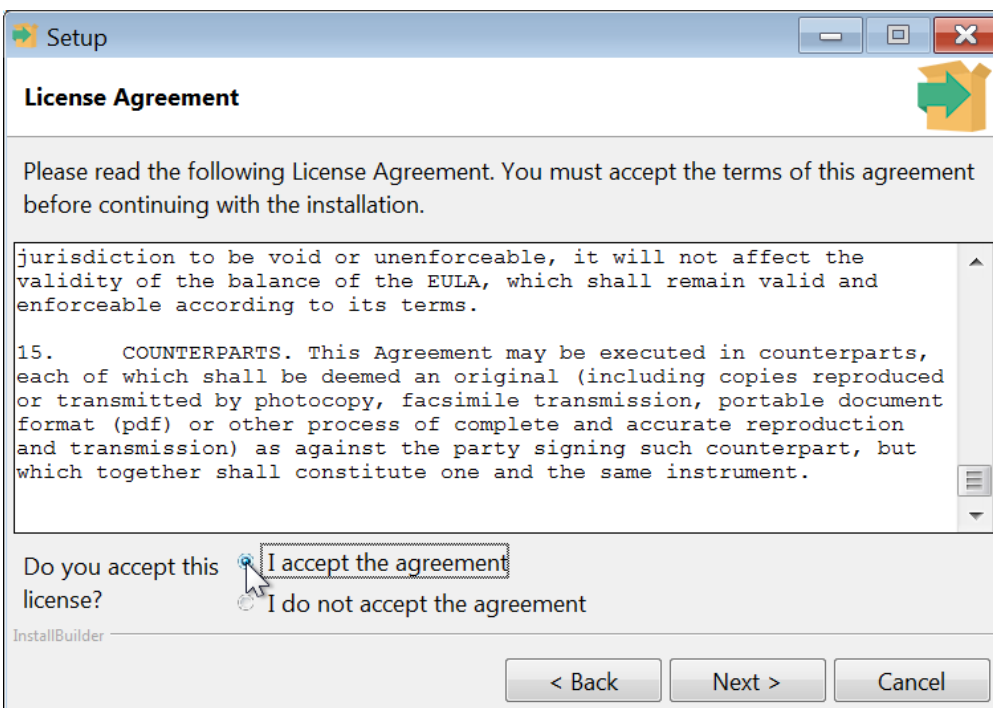 Setup
License Agreement
Please read the following License Agreement. You must accept the terms of this agreement
before continuing with the installation.
jurisdiction to be void or unenforceable, it will not affect the
validity of the balance of the EULA, which shall remain valid and
enforceable according to its terms.
15. COUNTERPARTS. This Agreement may be executed in counterparts,
each of which shall be deemed an original (including copies reproduced
or transmitted by photocopy, facsimile transmission, portable document
format (pdf) or other process of complete and accurate reproduction
and transmission) as against the party signing such counterpart, but
which together shall constitute one and the same instrument.
Do you accept this
license?
I accept the agreement
I do not accept the agreement
InstallBuilder
< Back
Next >
Cancel